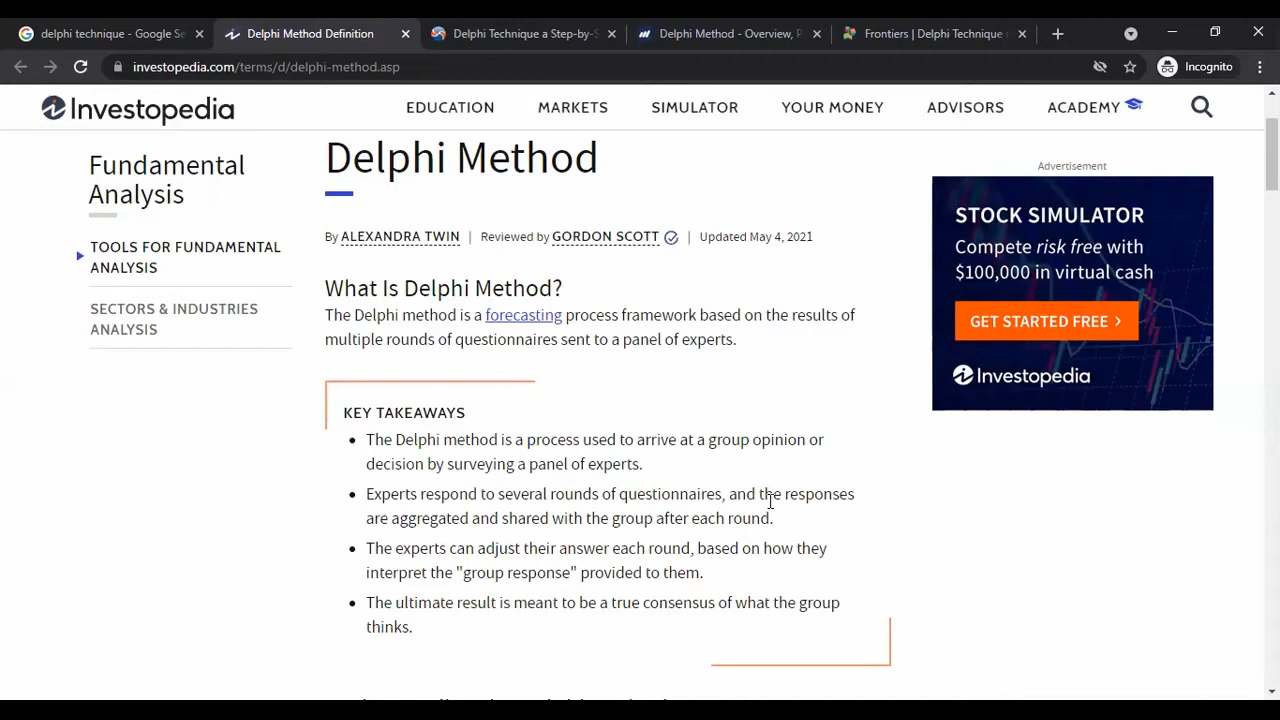 delphi technique - Google Se
Delphi Method Definition
Delphi Technique a Step-by-S
Delphi Method - Overview, P
Frontiers | Delphi Technique
investopedia.com/terms/d/delphi-method.asp
Incognito
Investopedia
EDUCATION
MARKETS
SIMULATOR
YOUR MONEY
ADVISORS
ACADEMY
Fundamental
Analysis
TOOLS FOR FUNDAMENTAL
ANALYSIS
SECTORS & INDUSTRIES
ANALYSIS
Delphi Method
By ALEXANDRA TWIN | Reviewed by GORDON SCOTT | Updated May 4, 2021
What Is Delphi Method?
The Delphi method is a forecasting process framework based on the results of
multiple rounds of questionnaires sent to a panel of experts.
KEY TAKEAWAYS
• The Delphi method is a process used to arrive at a group opinion or
decision by surveying a panel of experts.
• Experts respond to several rounds of questionnaires, and the responses
are aggregated and shared with the group after each round.
• The experts can adjust their answer each round, based on how they
interpret the "group response" provided to them.
• The ultimate result is meant to be a true consensus of what the group
thinks.
Advertisement
STOCK SIMULATOR
Compete risk free with
$100,000 in virtual cash
GET STARTED FREE >
Investopedia